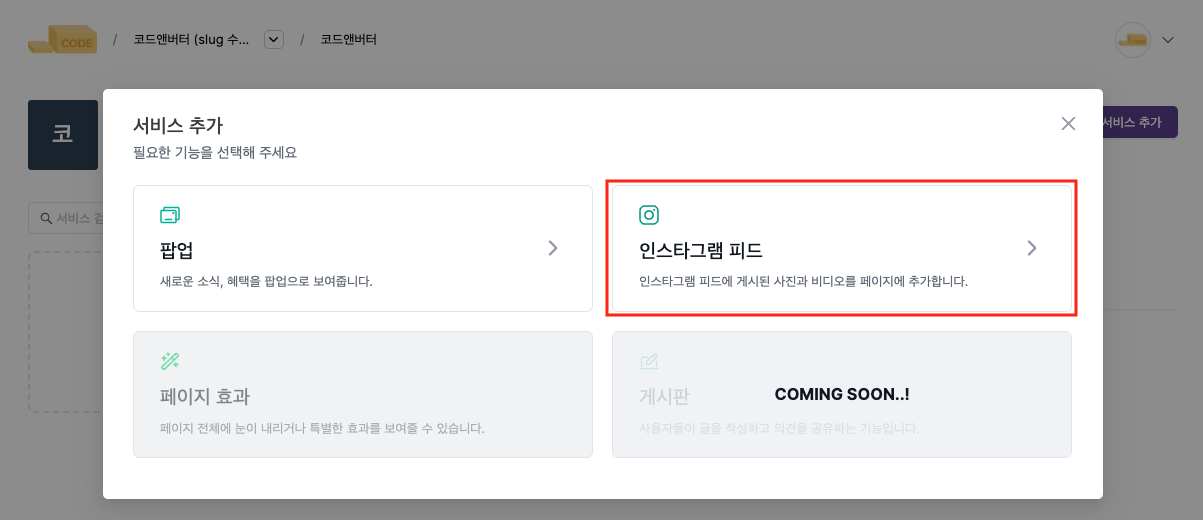 CODE / 코드앤버터 (slug 수... / 코드앤버터
코
서비스 추가
서비스 추가
필요한 기능을 선택해 주세요
서비스
팝업
새로운 소식, 혜택을 팝업으로 보여줍니다.
인스타그램 피드
인스타그램 피드에 게시된 사진과 비디오를 페이지에 추가합니다.
페이지 효과
페이지 전체에 눈이 내리거나 특별한 효과를 보여줄 수 있습니다.
게시판
COMING SOON..!
사용자들이 글을 작성하고 의견을 공유하는 기능입니다.